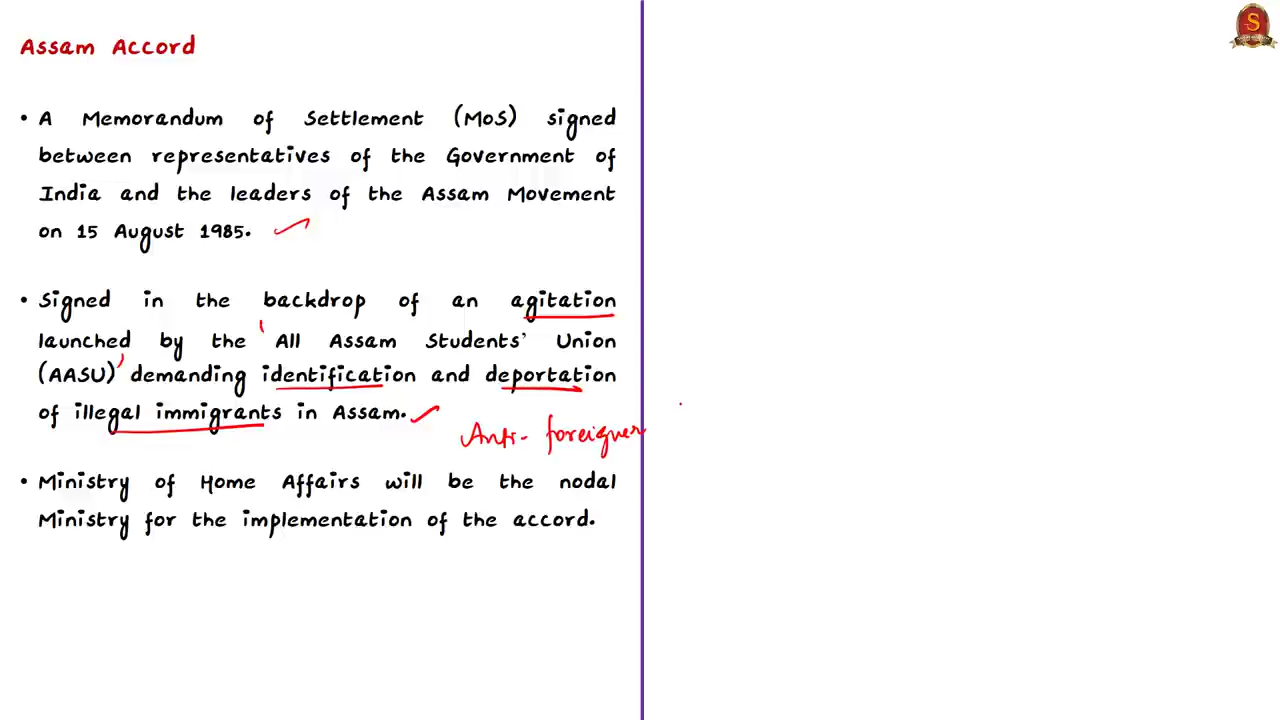 Assam Accord
• A Memorandum of Settlement (MoS) signed
between representatives of the Government of
India and the leaders of the Assam Movement
on 15 August 1985.
• Signed in the backdrop of an agitation
launched by the 'All Assam Students' Union
(AASU)' demanding identification and deportation
of illegal immigrants in Assam.
Anti- foreigner
• Ministry of Home Affairs will be the nodal
Ministry for the implementation of the accord.
S